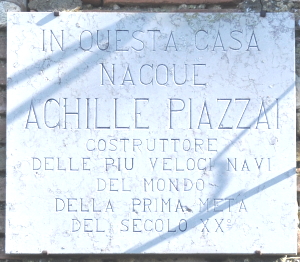 IN QUESTA CASA
NACQUE
ACHILLE PIAZZAI
COSTRUTTORE
DELLE PIU VELOCI NAVI
DEL MONDO
DELLA PRIMA METÀ
DEL SECOLO XX°